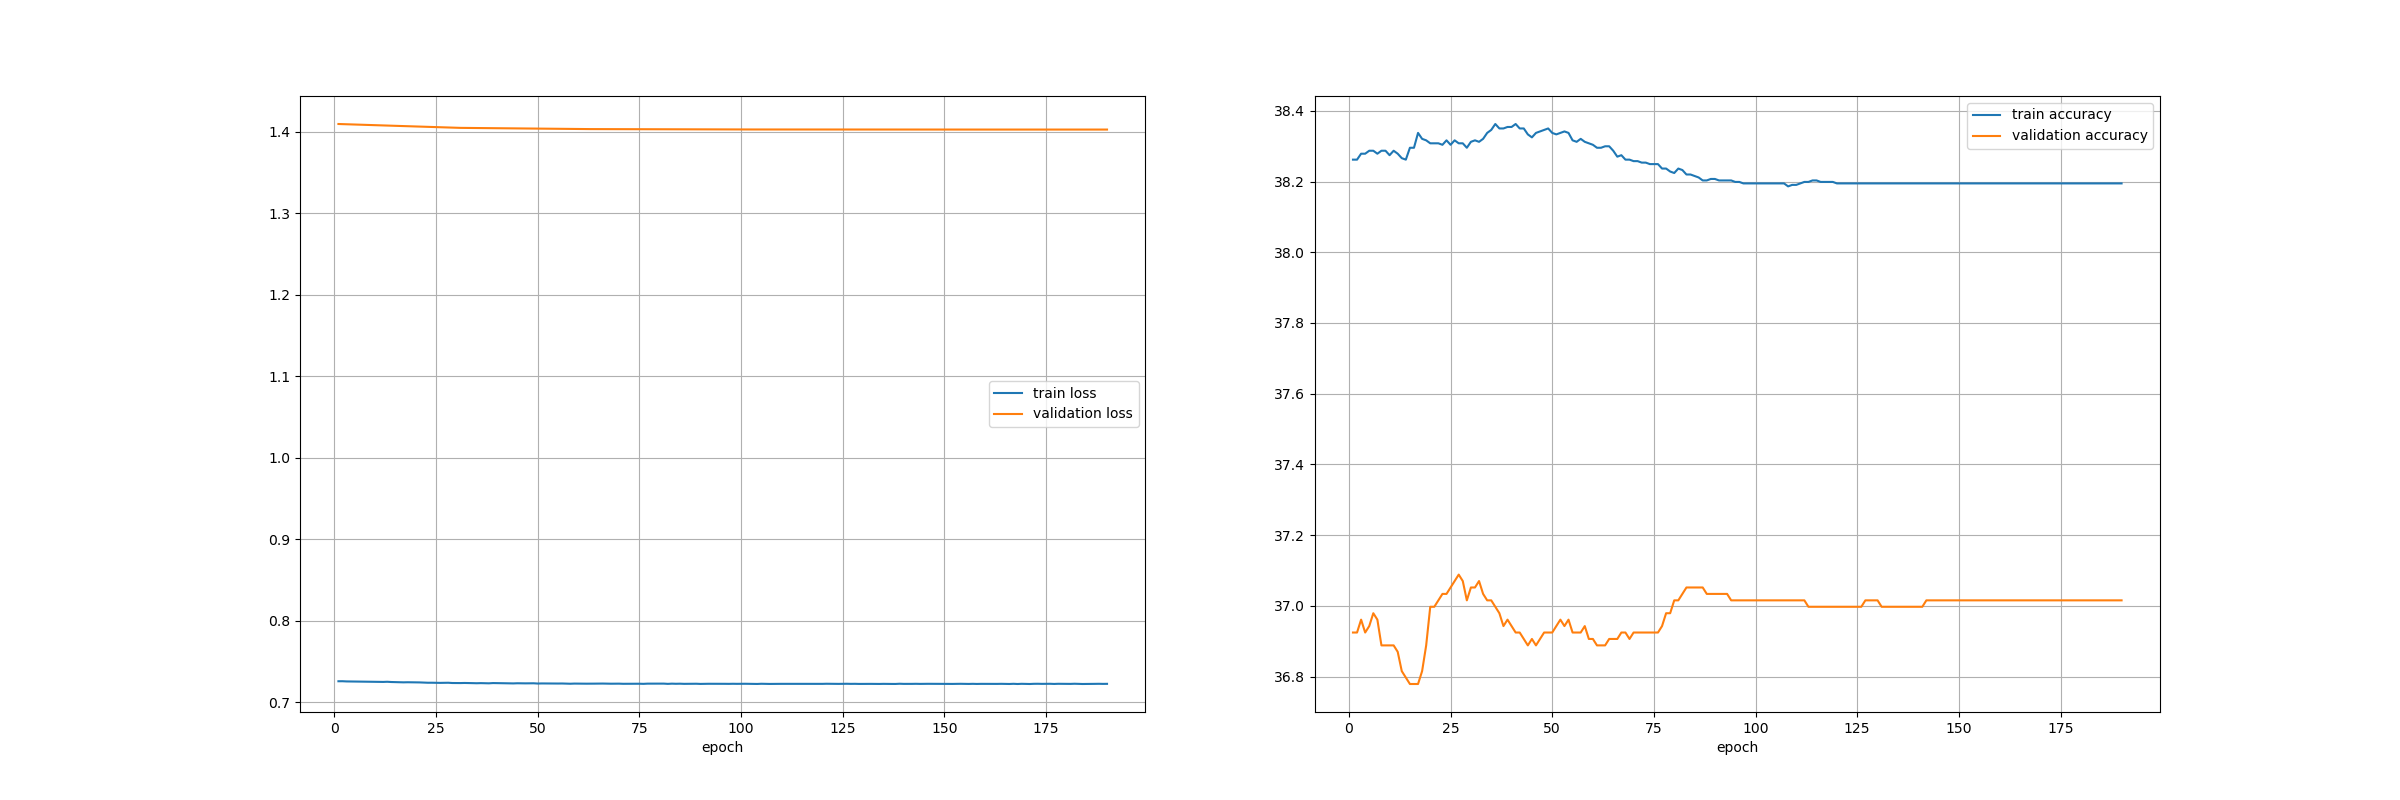 1.4
1.3
1.2
1.1
1.0
0.9
0.8
0.7
0 25 50 75 100 125 150 175
epoch
train loss
validation loss
38.4
38.2
38.0
37.8
37.6
37.4
37.2
37.0
36.8
0 25 50 75 100 125 150 175
epoch
train accuracy
validation accuracy